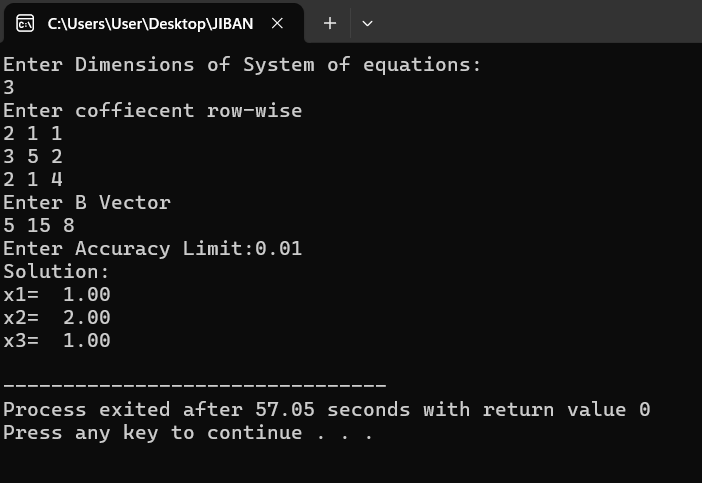 C:\Users\User\Desktop\JIBAN
Enter Dimensions of System of equations:
3
Enter coffiecent row-wise
2 1 1
3 5 2
2 1 4
Enter B Vector
5 15 8
Enter Accuracy Limit:0.01
Solution:
x1=  1.00
x2=  2.00
x3=  1.00
--------------------------------
Process exited after 57.05 seconds with return value 0
Press any key to continue . . .